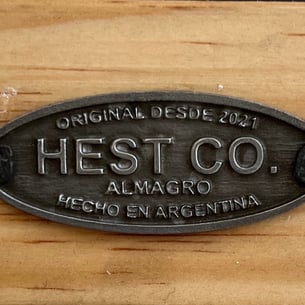 ORIGINAL DESDE 2021
HEST CO.
ALMAGRO
HECHO EN ARGENTINA